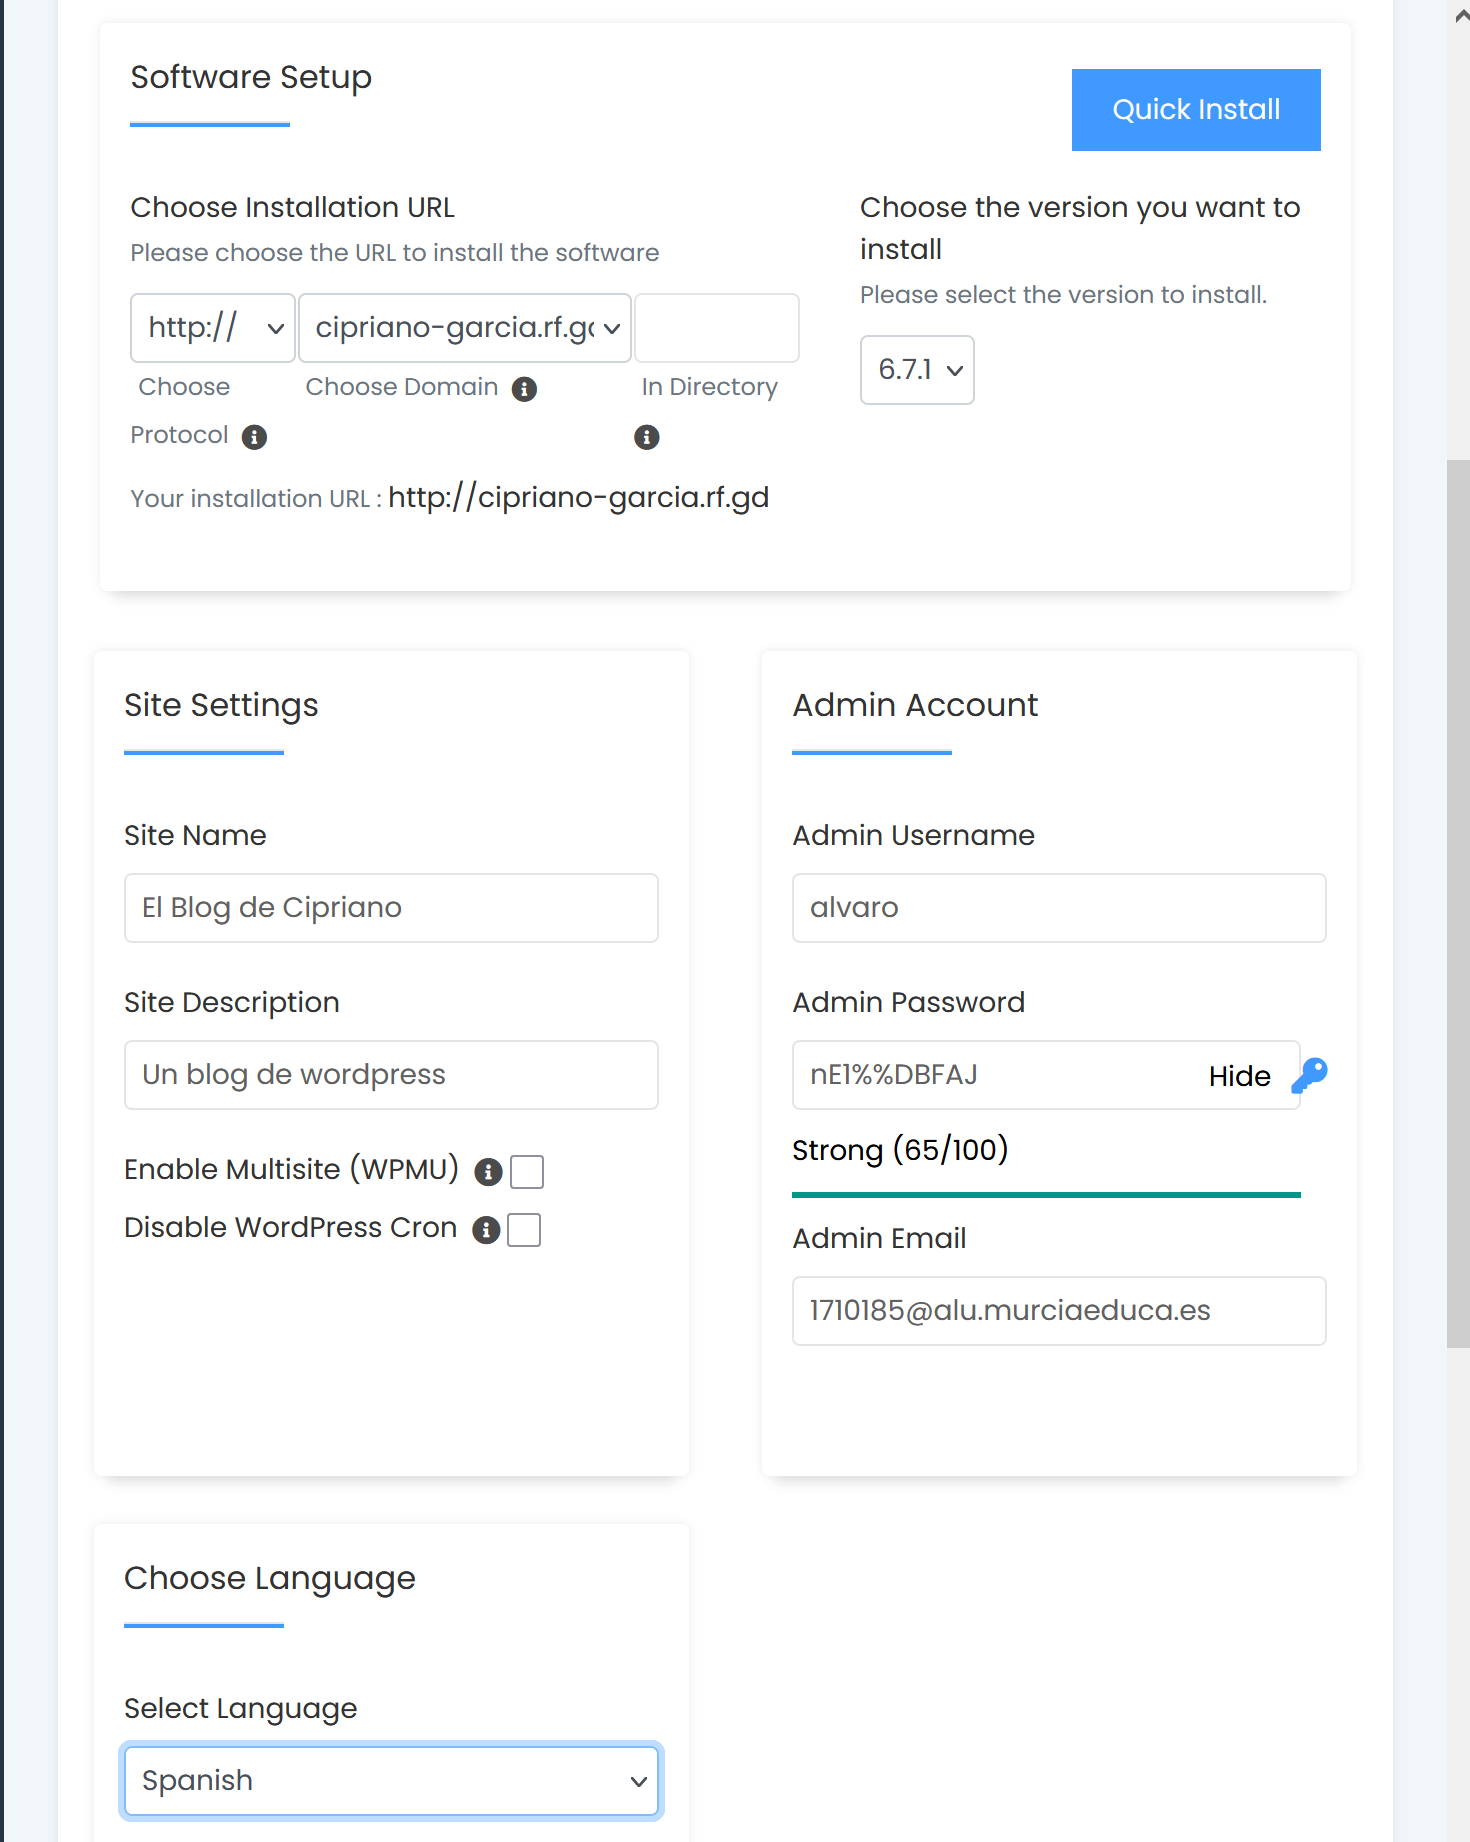 Software Setup
Quick Install
Choose Installation URL
Please choose the URL to install the software
http://
cipriano-garcia.rf.g
Choose
Protocol
Choose Domain
In Directory
Your installation URL : http://cipriano-garcia.rf.gd
Choose the version you want to
install
Please select the version to install.
6.7.1
Site Settings
Site Name
El Blog de Cipriano
Site Description
Un blog de wordpress
Enable Multisite (WPMU)
Disable WordPress Cron
Admin Account
Admin Username
alvaro
Admin Password
nE1%%DBFAJ
Hide
Strong (65/100)
Admin Email
1710185@alu.murciaeduca.es
Choose Language
Select Language
Spanish